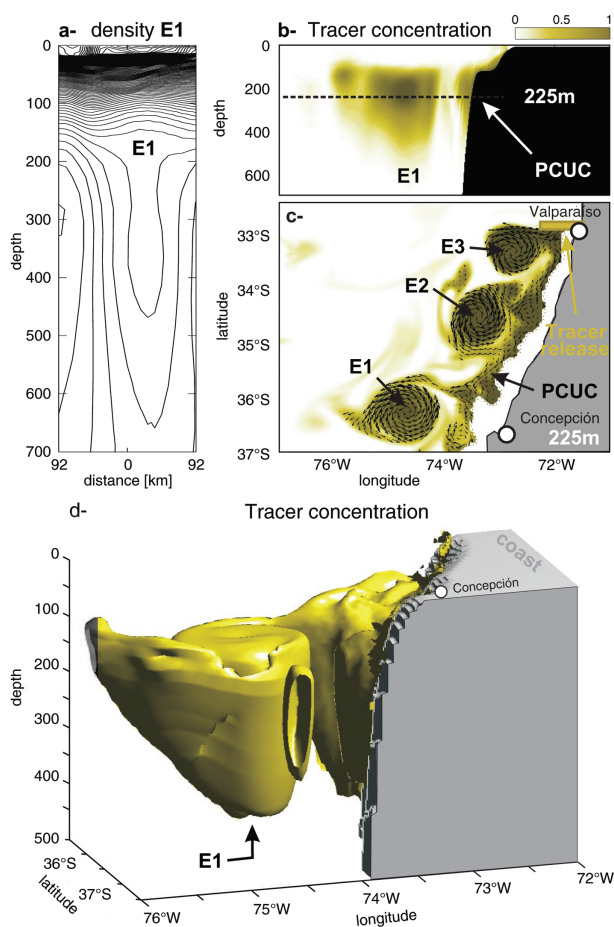 a- density E1
0
100
200
300
400
500
600
700
depth
E1
92
0
92
distance [km]
b- Tracer concentration
0
0.5
1
0
200
400
600
depth
225m
PCUC
E1
c-
33°S
34°S
35°S
36°S
37°S
latitude
Valparaíso
E3
E2
E1
Tracer
release
PCUC
Concepción
225m
76°W
74°W
72°W
longitude
d-
Tracer concentration
0
100
200
300
400
500
depth
coast
Concepción
E1
36°S
37°S
latitude
76°W
75°W
74°W
73°W
72°W
longitude